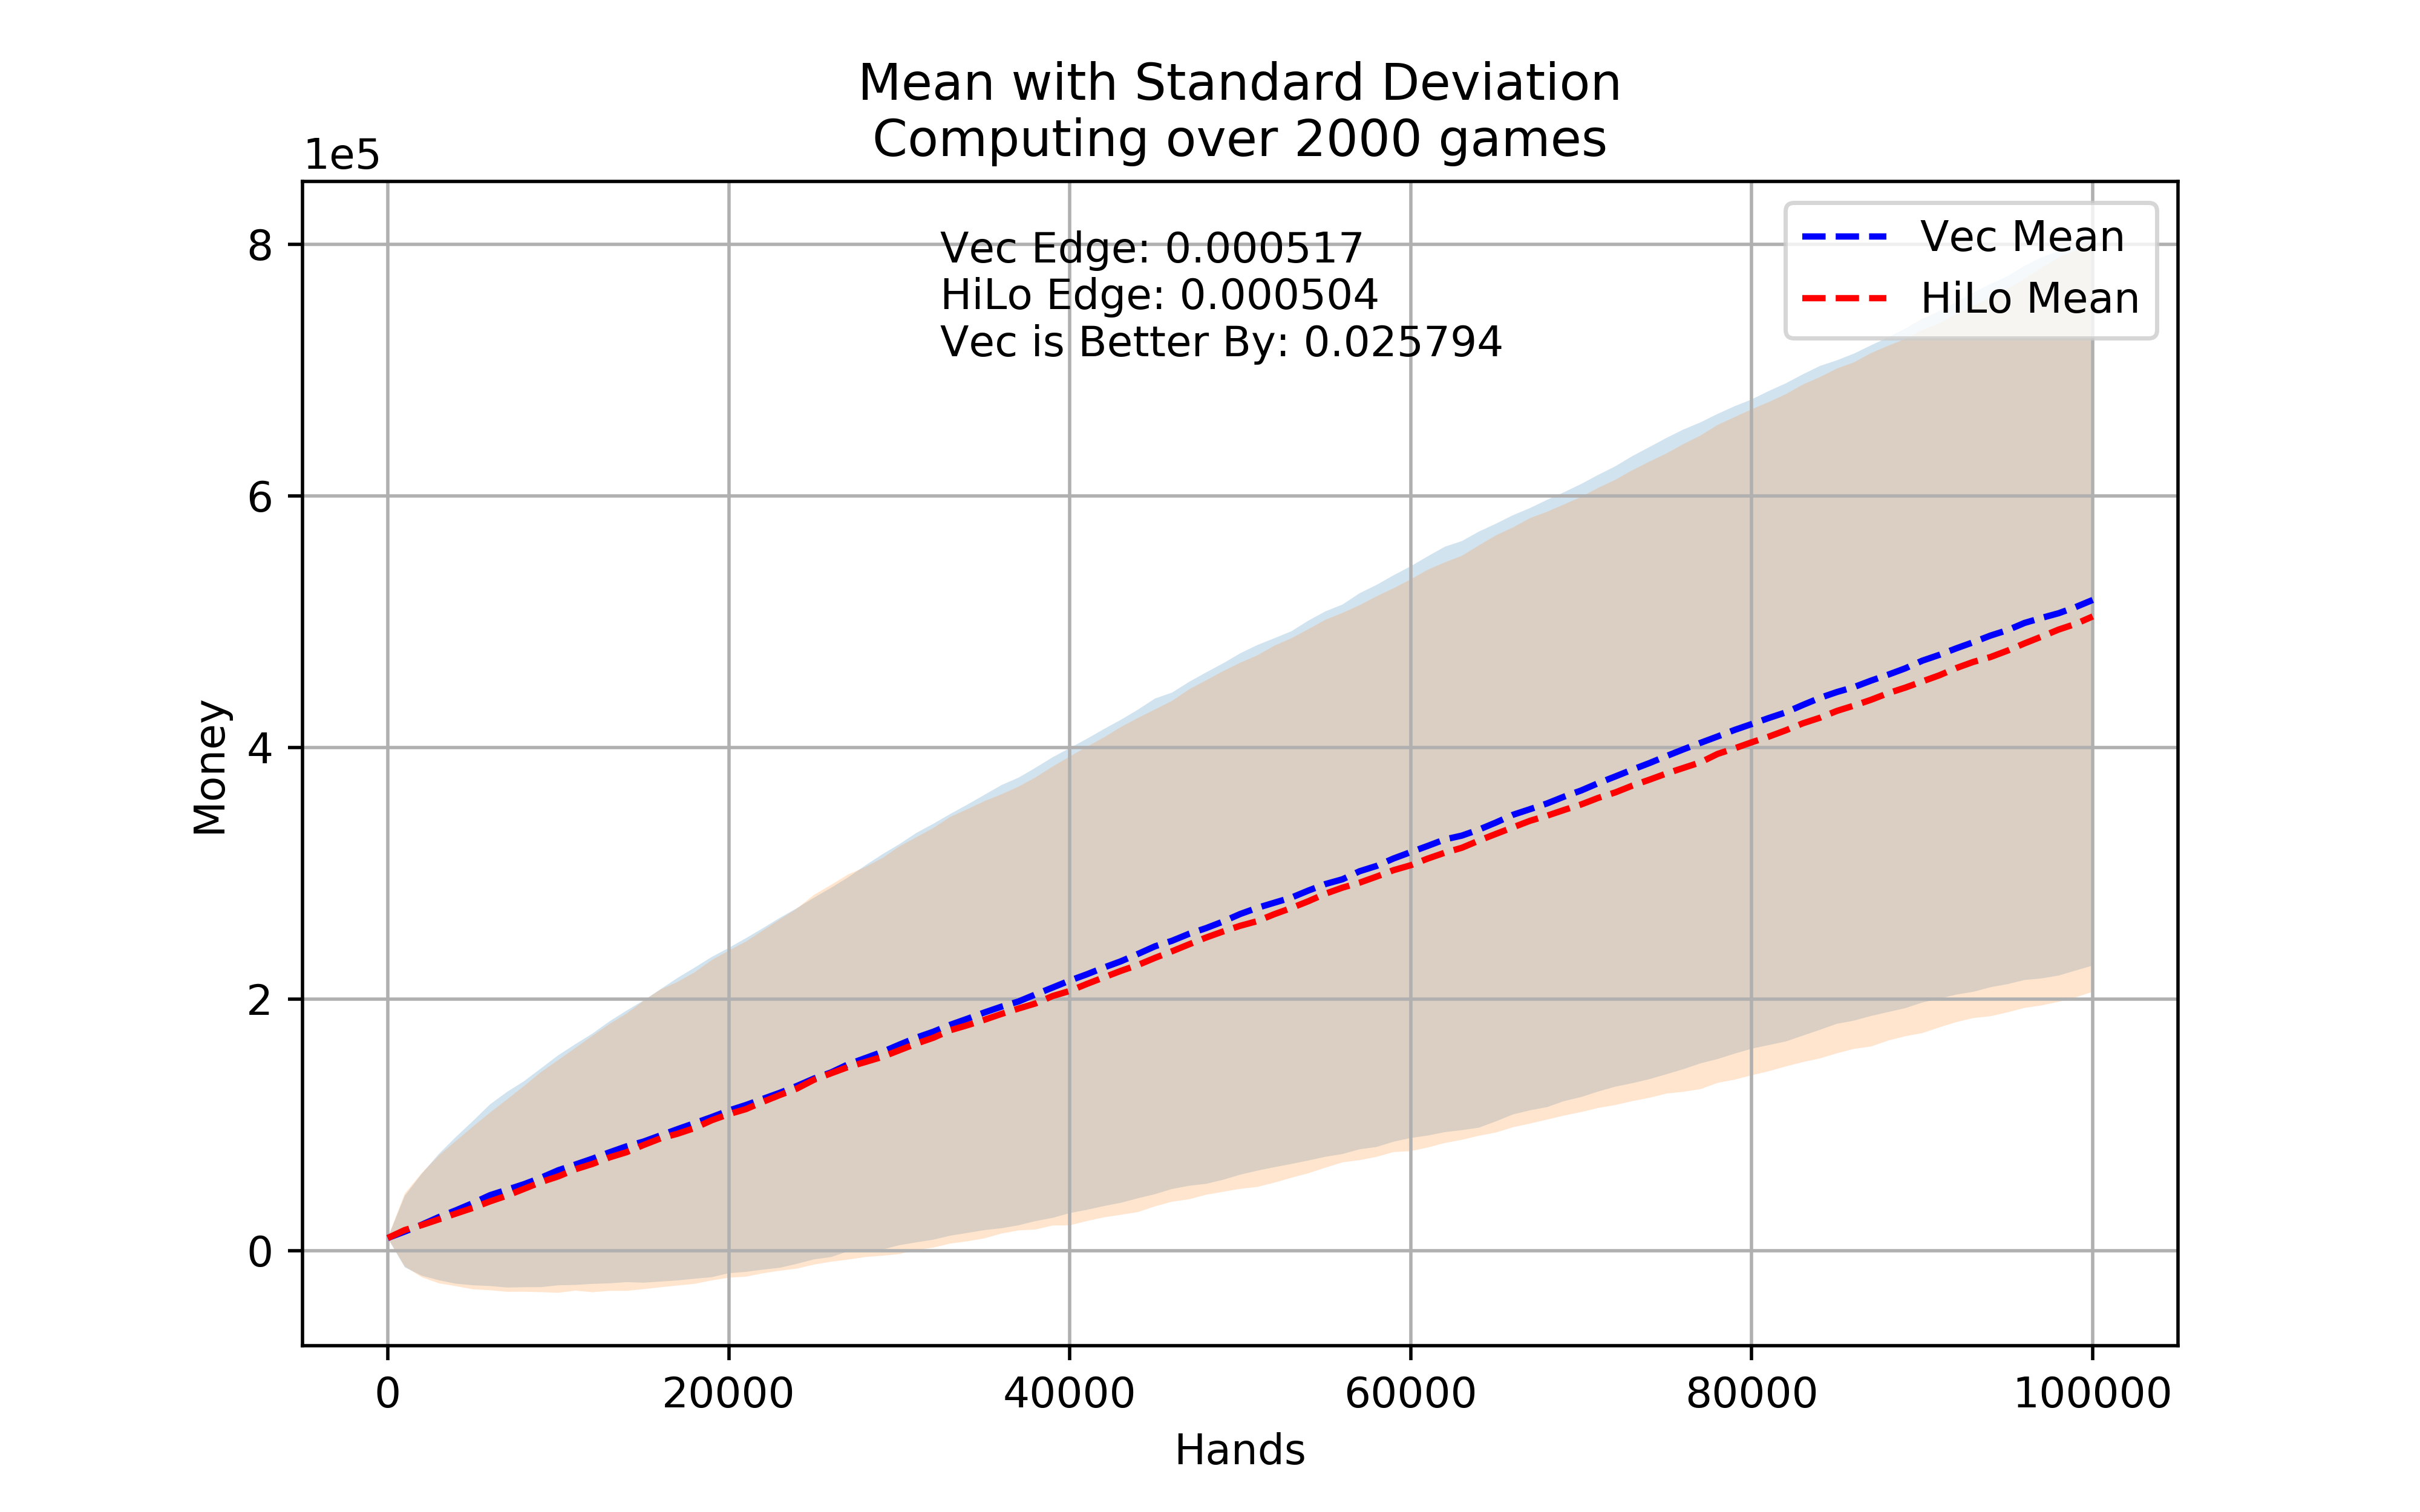 Mean with Standard Deviation
Computing over 2000 games
1e5
Vec Edge: 0.000517
HiLo Edge: 0.000504
Vec is Better By: 0.025794
Vec Mean
HiLo Mean
8
6
4
2
0
Money
0 20000 40000 60000 80000 100000
Hands